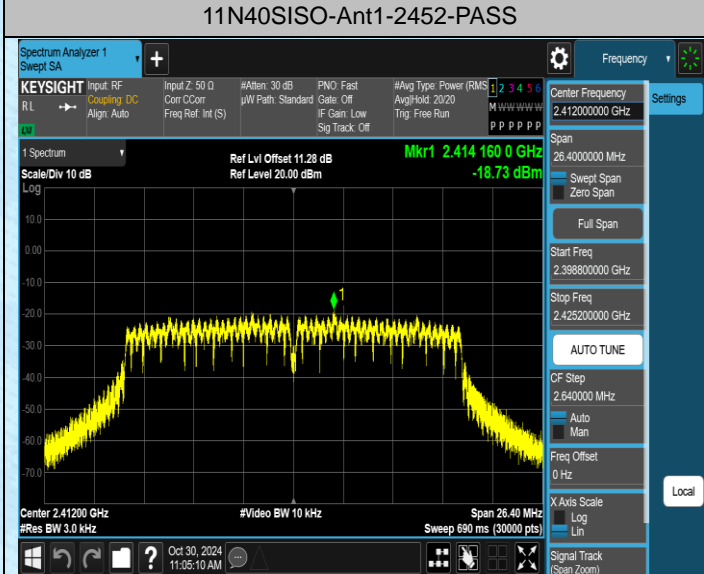 11N40SISO-Ant1-2452-PASS
Spectrum Analyzer 1
Swept SA
Frequency
Settings
KEYSIGHT
RL
LXI
Input: RF
Coupling: DC
Align: Auto
Input Z: 50 Ω
Corr CCorr
Freq Ref: Int (S)
#Atten: 30 dB
µW Path: Standard
PNO: Fast
Gate: Off
IF Gain: Low
Sig Track: Off
#Avg Type: Power (RMS
Avg|Hold: 20/20
Trig: Free Run
1 2 3 4 5 6
M W W W W W
P P P P P P
1 Spectrum
Scale/Div 10 dB
Log
Ref Lvl Offset 11.28 dB
Ref Level 20.00 dBm
Mkr1 2.414 160 0 GHz
-18.73 dBm
10.0
0.00
-10.0
-20.0
-30.0
-40.0
-50.0
-60.0
-70.0
1
Center 2.41200 GHz
#Res BW 3.0 kHz
#Video BW 10 kHz
Span 26.40 MHz
Sweep 690 ms (30000 pts)
Center Frequency
2.412000000 GHz
Span
26.4000000 MHz
Swept Span
Zero Span
Full Span
Start Freq
2.398800000 GHz
Stop Freq
2.425200000 GHz
AUTO TUNE
CF Step
2.640000 MHz
Auto
Man
Freq Offset
0 Hz
X Axis Scale
Log
Lin
Signal Track
(Span Zoom)
Local
?
Oct 30, 2024
11:05:10 AM